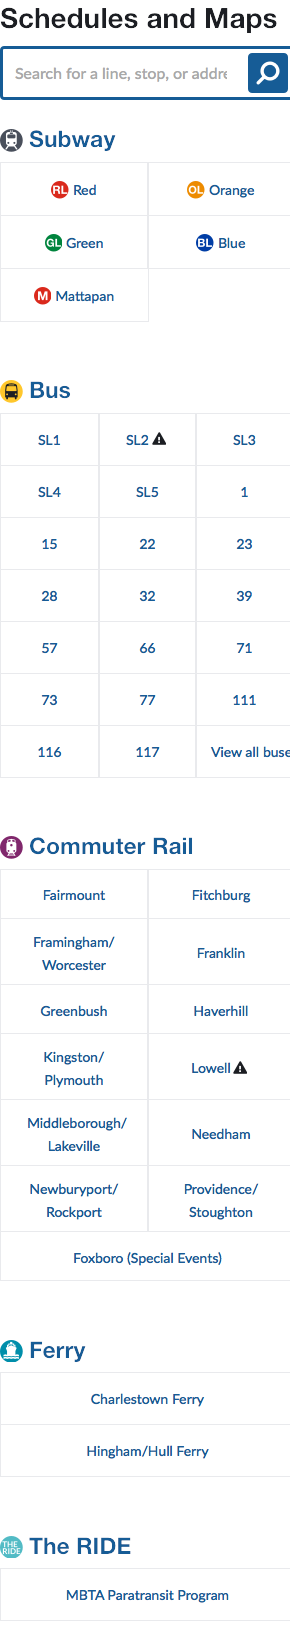 Schedules and Maps
Search for a line, stop, or addre
Subway
RL Red
OL Orange
GL Green
BL Blue
M Mattapan
Bus
SL1
SL2
SL3
SL4
SL5
1
15
22
23
28
32
39
57
66
71
73
77
111
116
117
View all buse
Commuter Rail
Fairmount
Fitchburg
Framingham/
Worcester
Franklin
Greenbush
Haverhill
Kingston/
Plymouth
Lowell
Middleborough/
Lakeville
Needham
Newburyport/
Rockport
Providence/
Stoughton
Foxboro (Special Events)
Ferry
Charlestown Ferry
Hingham/Hull Ferry
THE
RIDE
The RIDE
MBTA Paratransit Program